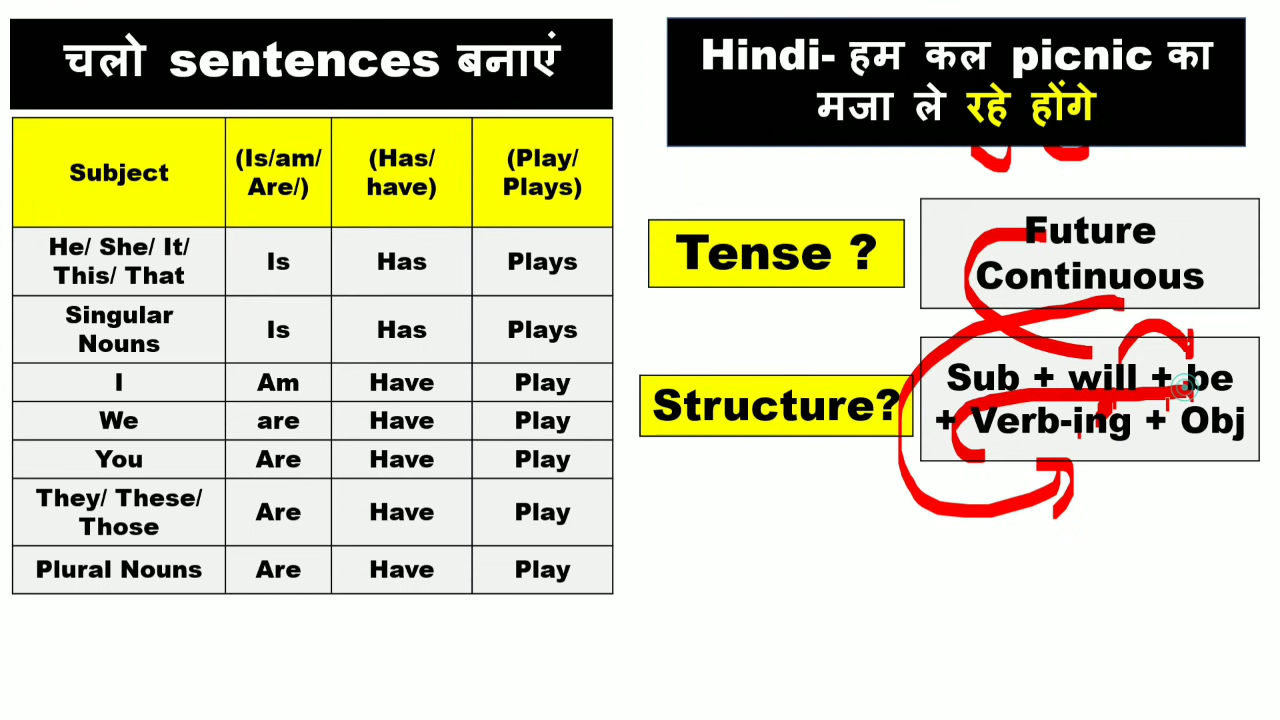 चलो sentences बनाएं
Subject
(Is/am/
Are/)
(Has/
have)
(Play/
Plays)
He/ She/ It/
This/ That
Is
Has
Plays
Singular
Nouns
Is
Has
Plays
I
Am
Have
Play
We
are
Have
Play
You
Are
Have
Play
They/ These/
Those
Are
Have
Play
Plural Nouns
Are
Have
Play
Hindi- हम कल picnic का
मजा ले रहे होंगे
Tense ?
Future
Continuous
Structure?
Sub + will + be
+ Verb-ing + Obj